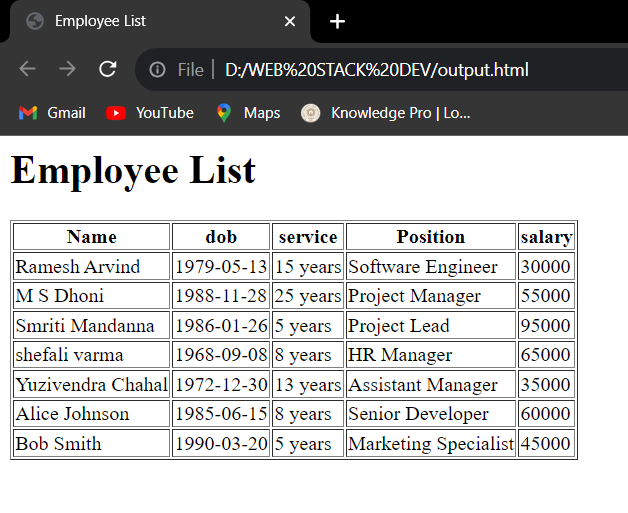 Employee List
File D:/WEB%20STACK%20DEV/output.html
Gmail YouTube Maps Knowledge Pro | Lo...
Employee List
Name dob service Position salary
Ramesh Arvind 1979-05-13 15 years Software Engineer 30000
M S Dhoni 1988-11-28 25 years Project Manager 55000
Smriti Mandanna 1986-01-26 5 years Project Lead 95000
shefali varma 1968-09-08 8 years HR Manager 65000
Yuzivendra Chahal 1972-12-30 13 years Assistant Manager 35000
Alice Johnson 1985-06-15 8 years Senior Developer 60000
Bob Smith 1990-03-20 5 years Marketing Specialist 45000